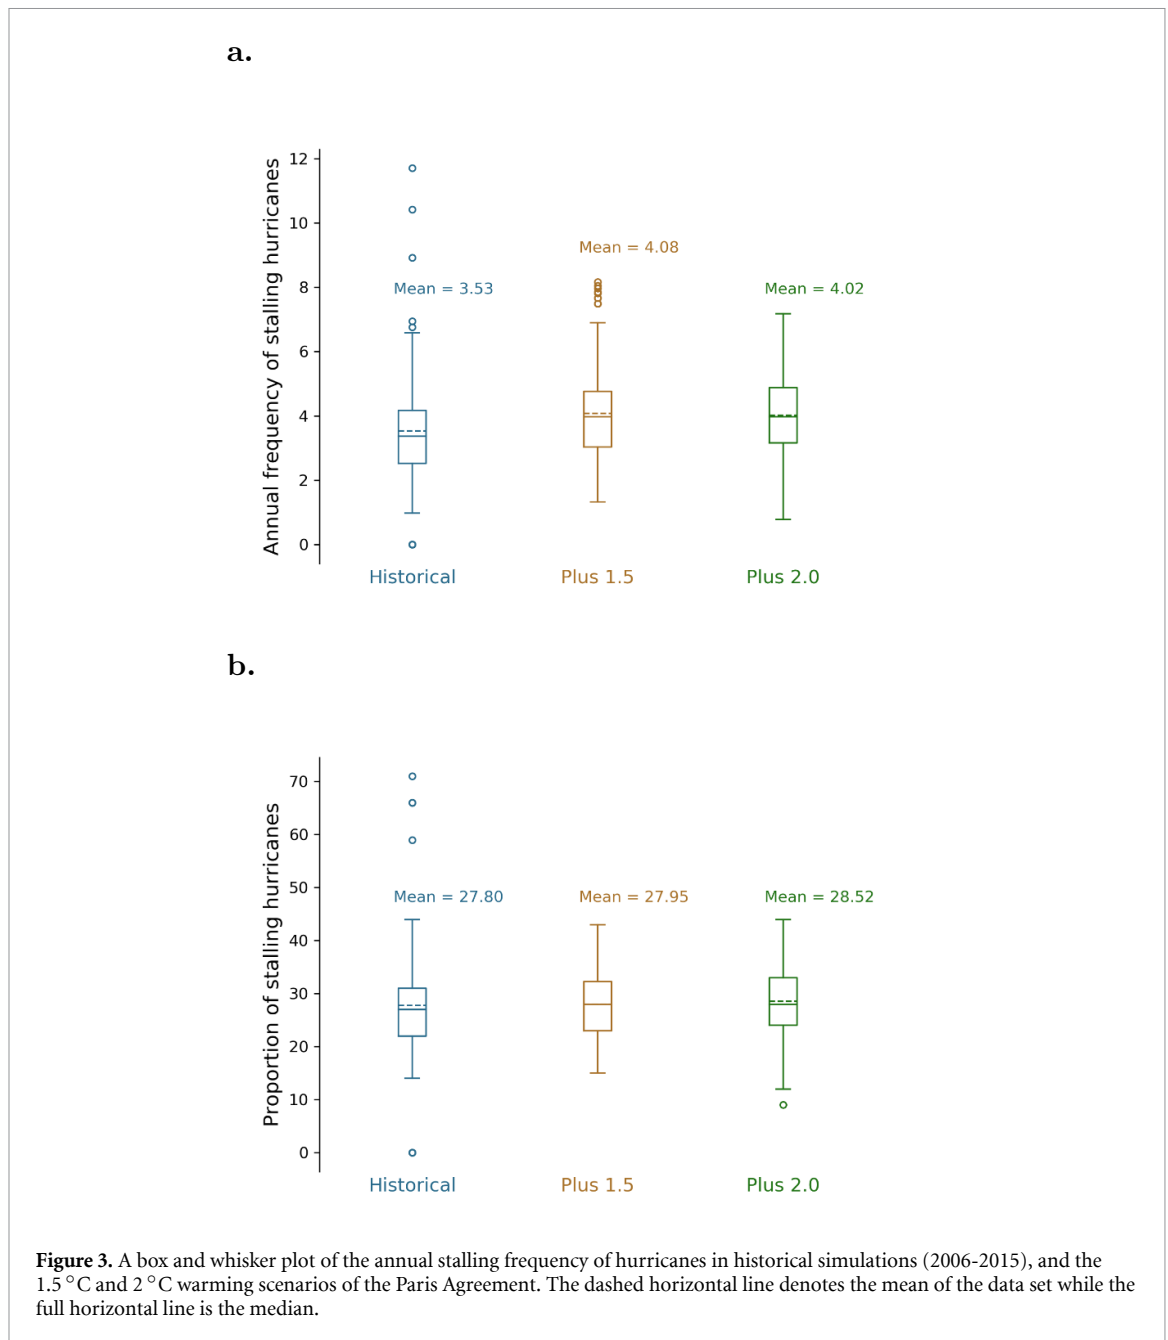 a.
Annual frequency of stalling hurricanes
12
10
8
6
4
2
0
Mean = 3.53
Mean = 4.08
Mean = 4.02
Historical
Plus 1.5
Plus 2.0
b.
Proportion of stalling hurricanes
70
60
50
40
30
20
10
0
Mean = 27.80
Mean = 27.95
Mean = 28.52
Historical
Plus 1.5
Plus 2.0
Figure 3. A box and whisker plot of the annual stalling frequency of hurricanes in historical simulations (2006-2015), and the
1.5 °C and 2 °C warming scenarios of the Paris Agreement. The dashed horizontal line denotes the mean of the data set while the
full horizontal line is the median.